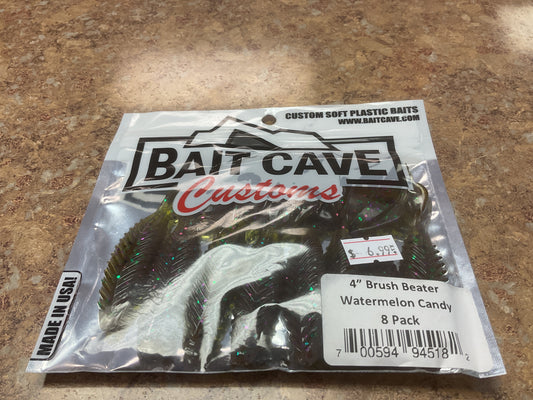 CUSTOM SOFT PLASTIC BAITS
WWW.BAITCAVE.COM
BAIT CAVE
Customs
$ 6.99
4” Brush Beater
Watermelon Candy
8 Pack
7 00594 94518 2
MADE IN USA!